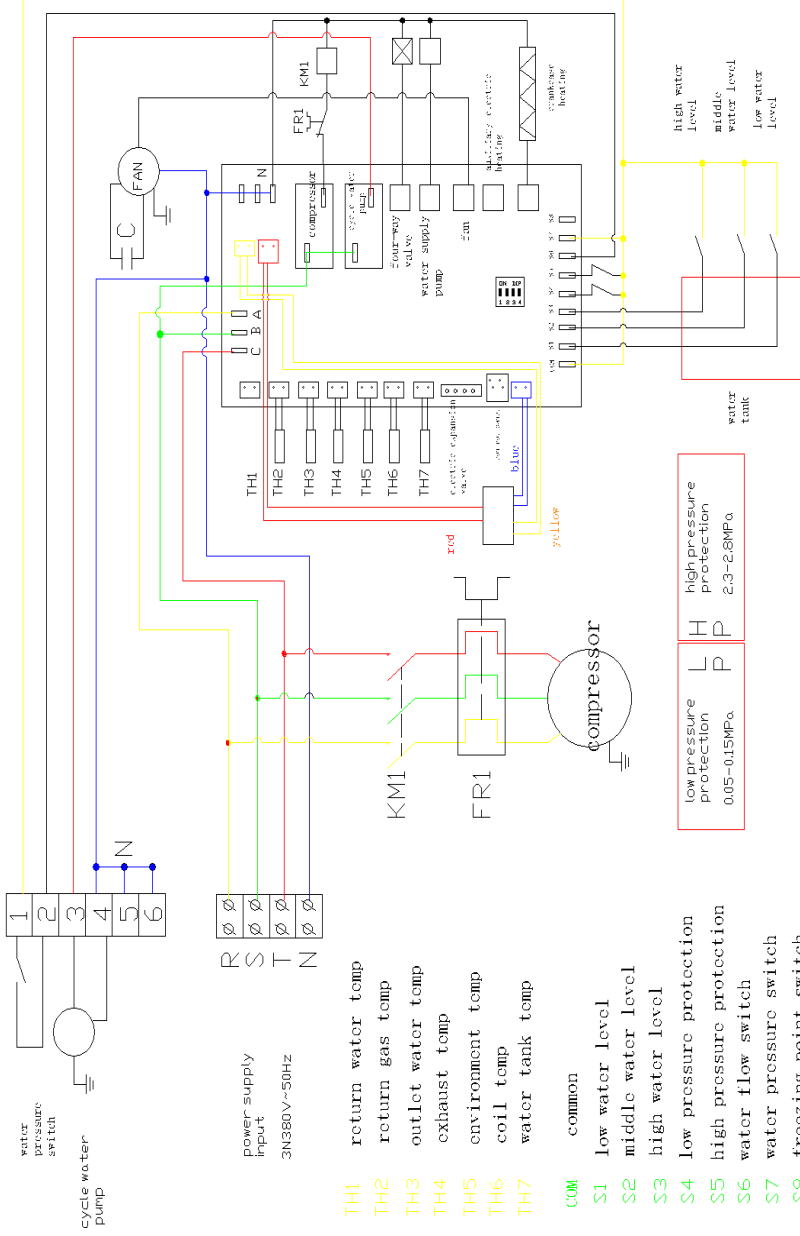 high water
level
middle
water level
low water
level
KM1
FR1
auxiliary electric
heating
crankcase
heating
FAN
C
N
compressor
cycle water
pump
four-way
valve
water supply
pump
fan
ON DIP
1 2 3 4
A
B
C
S8
S7
S6
S5
S4
S3
S2
S1
COM
water
tank
TH1
TH2
TH3
TH4
TH5
TH6
TH7
electric expansion
valve
blue
red
yellow
high pressure
protection
2.3-2.8MPa
H
P
low pressure
protection
0.05-0.15MPa
L
P
compressor
KM1
FR1
N
1
2
3
4
5
6
R
S
T
N
water
pressure
switch
cycle water
pump
power supply
input
3N380V~50Hz
TH1 return water temp
TH2 return gas temp
TH3 outlet water temp
TH4 exhaust temp
TH5 environment temp
TH6 coil temp
TH7 water tank temp
COM common
S1 low water level
S2 middle water level
S3 high water level
S4 low pressure protection
S5 high pressure protection
S6 water flow switch
S7 water pressure switch
S8 freezing point switch